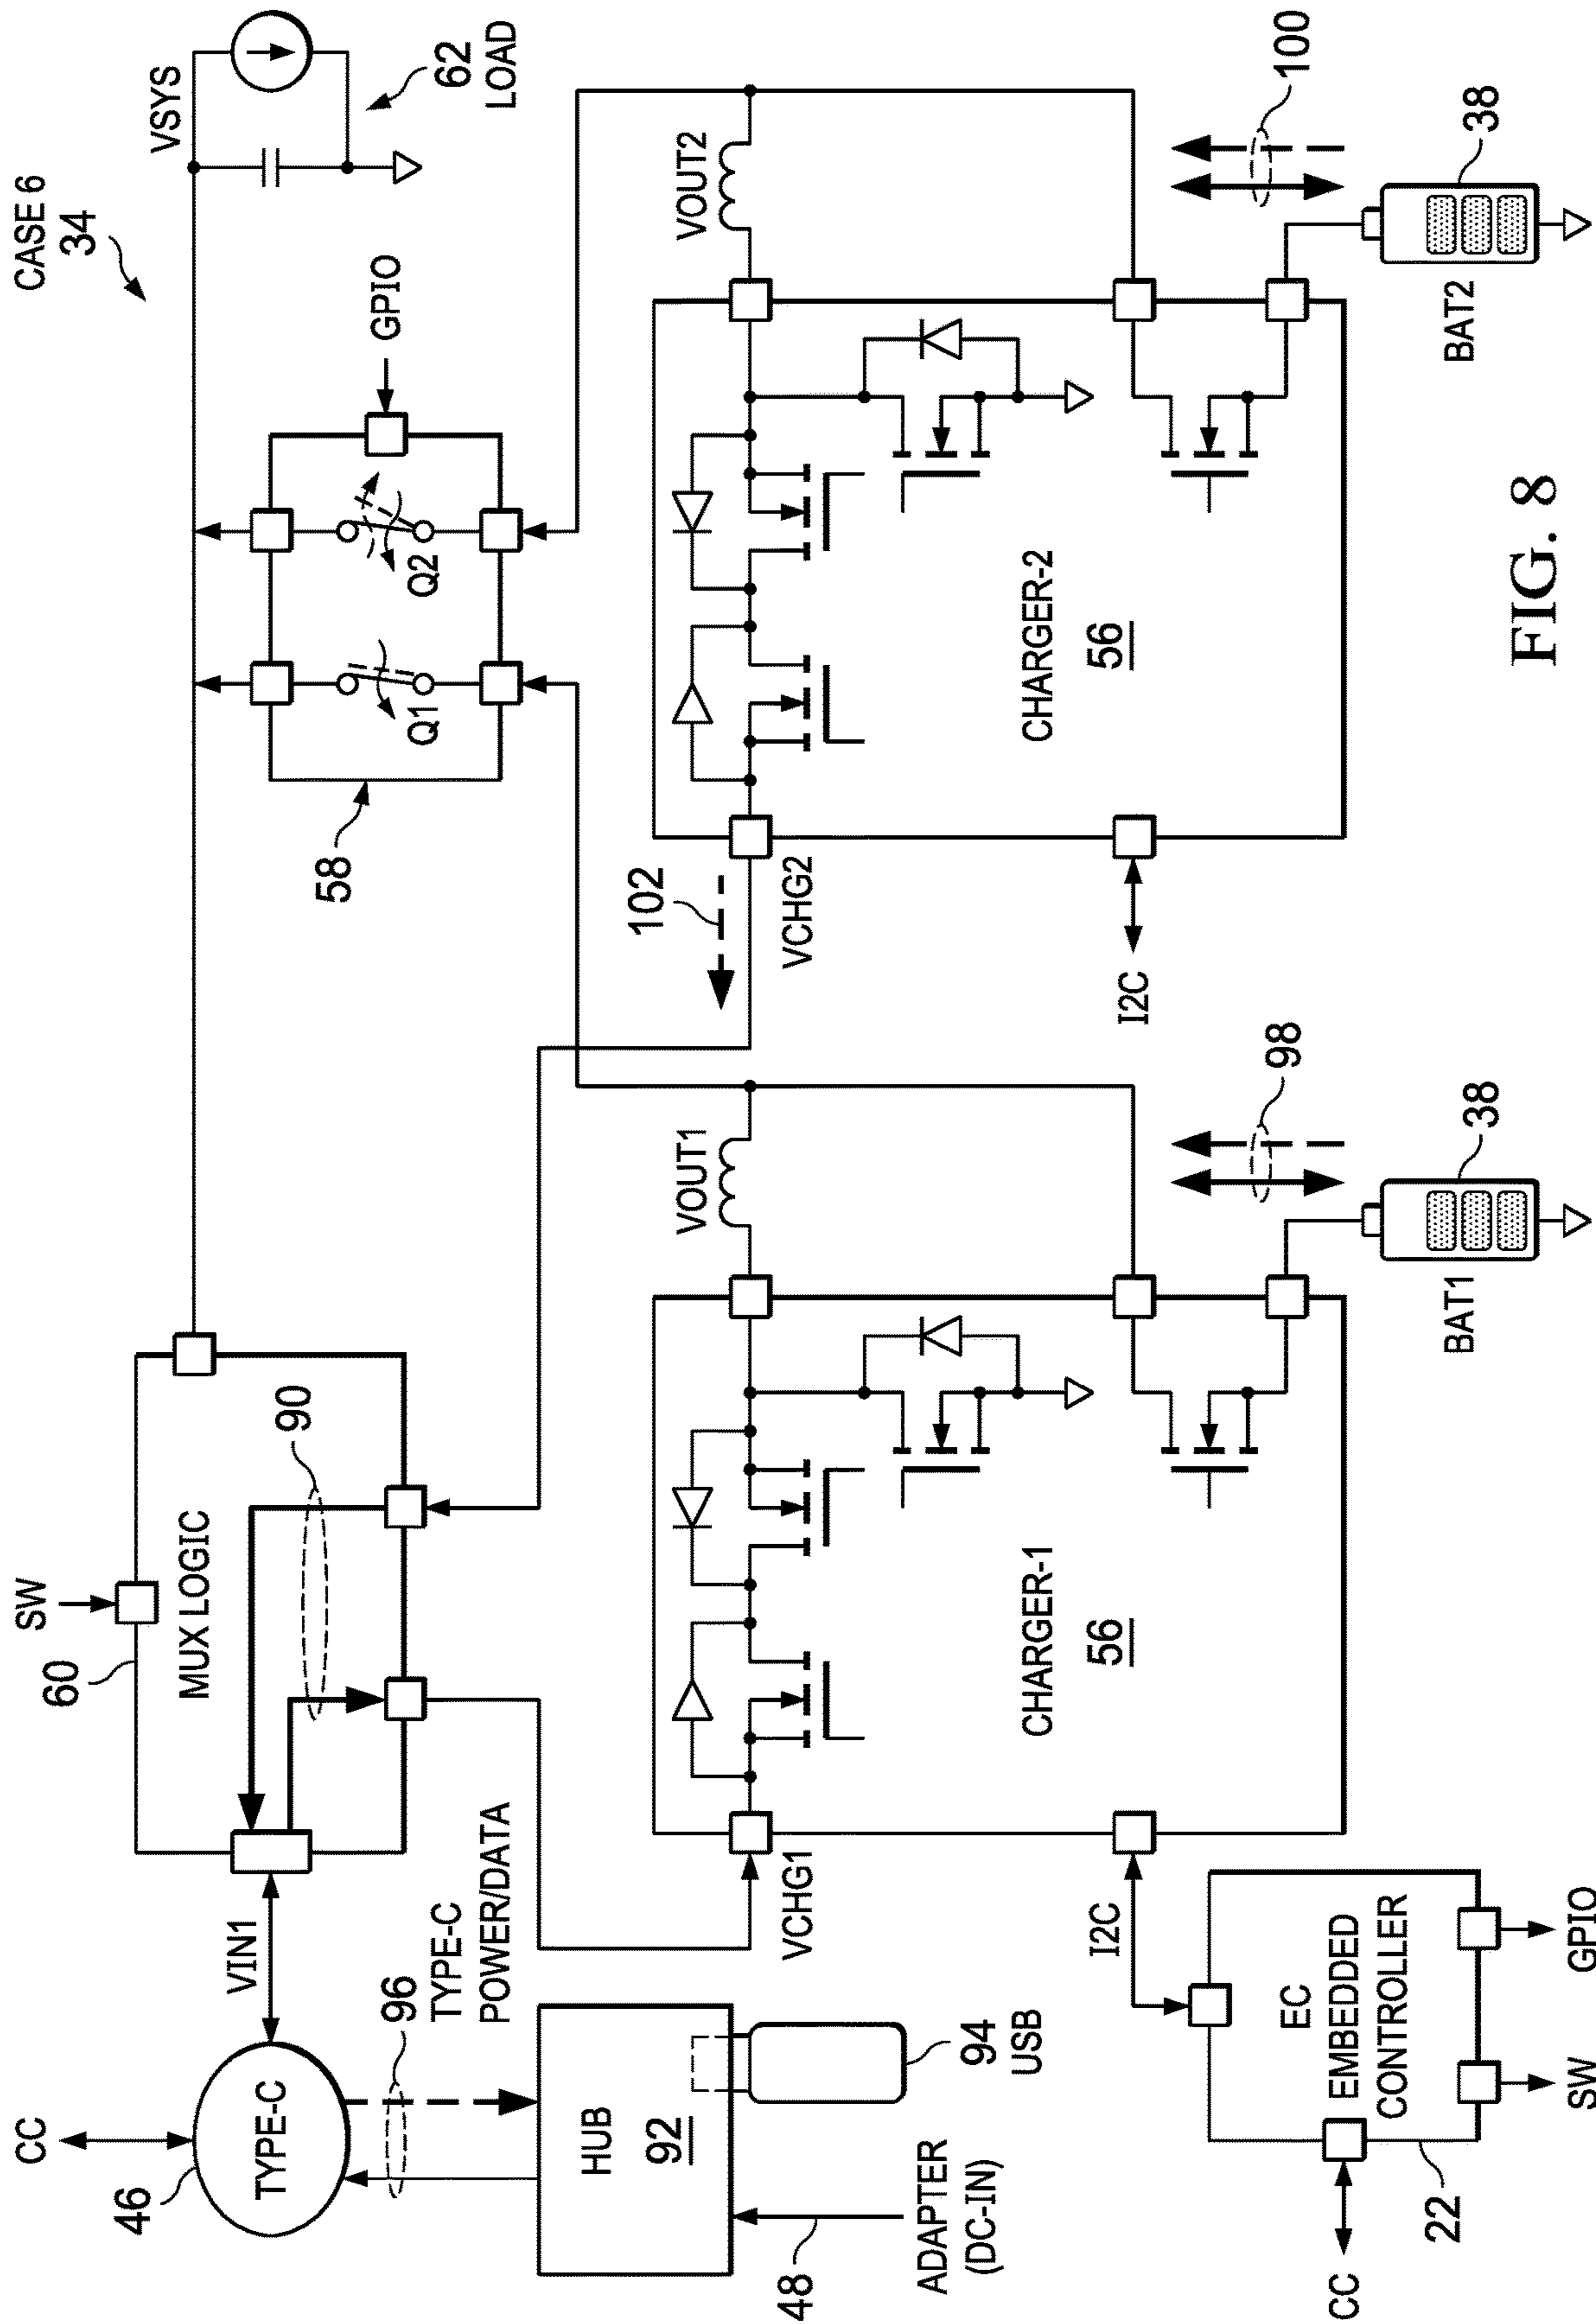 CASE 6
34
VSYS
62
LOAD
GPIO
58
Q1
Q2
SW
60
MUX LOGIC
90
VIN1
CC
46
TYPE-C
96
TYPE-C
POWER/DATA
HUB
92
94
USB
48
ADAPTER
(DC-IN)
VCHG1
VOUT1
CHARGER-1
56
I2C
98
38
BAT1
102
VCHG2
VOUT2
CHARGER-2
56
I2C
100
38
BAT2
EC
EMBEDDED
CONTROLLER
CC
22
SW
GPIO
FIG. 8